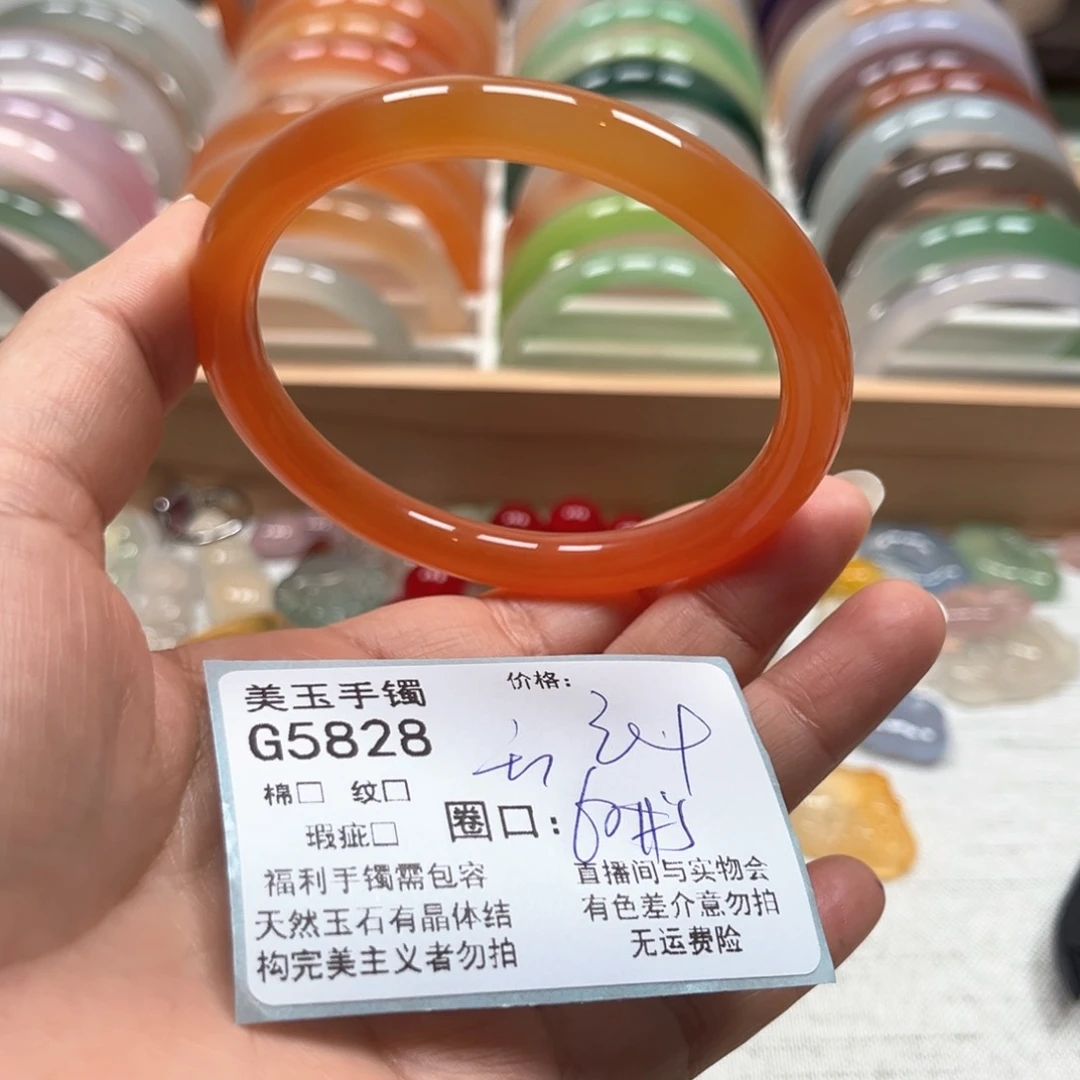 美玉手镯
价格:
G5828
棉□ 纹□
瑕疵□
圈口:
福利手镯需包容
天然玉石有晶体结
构完美主义者勿拍
直播间与实物会
有色差介意勿拍
无运费险